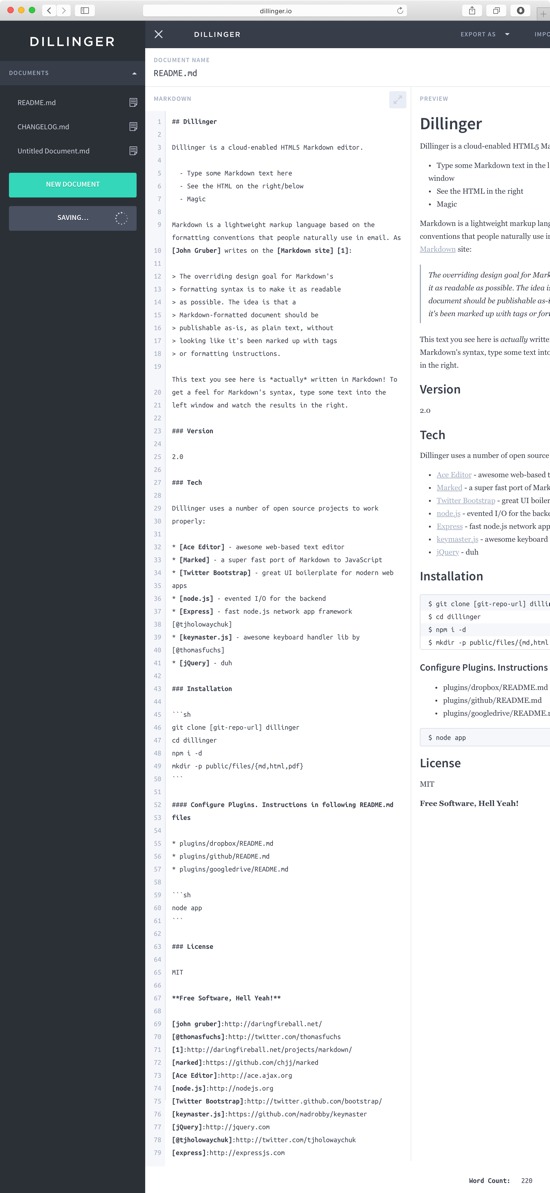 dillinger.io
DILLINGER
DOCUMENTS
README.md
CHANGELOG.md
Untitled Document.md
NEW DOCUMENT
SAVING...
DILLINGER
EXPORT AS
IMPO
DOCUMENT NAME
README.md
MARKDOWN
1
2
3
4
5
6
7
8
9
10
11
12
13
14
15
16
17
18
19
20
21
22
23
24
25
26
27
28
29
30
31
32
33
34
35
36
37
38
39
40
41
42
43
44
45
46
47
48
49
50
51
52
53
54
55
56
57
58
59
60
61
62
63
64
65
66
67
68
69
70
71
72
73
74
75
76
77
78
79
## Dillinger
Dillinger is a cloud-enabled HTML5 Markdown editor.
- Type some Markdown text here
- See the HTML on the right/below
- Magic
Markdown is a lightweight markup language based on the
formatting conventions that people naturally use in email. As
[John Gruber] writes on the [Markdown site] [1]:
> The overriding design goal for Markdown's
> formatting syntax is to make it as readable
> as possible. The idea is that a
> Markdown-formatted document should be
> publishable as-is, as plain text, without
> looking like it's been marked up with tags
> or formatting instructions.
This text you see here is *actually* written in Markdown! To
get a feel for Markdown's syntax, type some text into the
left window and watch the results in the right.
### Version
2.0
### Tech
Dillinger uses a number of open source projects to work
properly:
* [Ace Editor] - awesome web-based text editor
* [Marked] - a super fast port of Markdown to JavaScript
* [Twitter Bootstrap] - great UI boilerplate for modern web
apps
* [node.js] - evented I/O for the backend
* [Express] - fast node.js network app framework
[@tjholowaychuk]
* [keymaster.js] - awesome keyboard handler lib by
[@thomasfuchs]
* [jQuery] - duh
### Installation
```sh
git clone [git-repo-url] dillinger
cd dillinger
npm i -d
mkdir -p public/files/{md,html,pdf}
```
#### Configure Plugins. Instructions in following README.md
files
* plugins/dropbox/README.md
* plugins/github/README.md
* plugins/googledrive/README.md
```sh
node app
```
### License
MIT
**Free Software, Hell Yeah!**
[john gruber]:http://daringfireball.net/
[@thomasfuchs]:http://twitter.com/thomasfuchs
[1]:http://daringfireball.net/projects/markdown/
[marked]:https://github.com/chjj/marked
[Ace Editor]:http://ace.ajax.org
[node.js]:http://nodejs.org
[Twitter Bootstrap]:http://twitter.github.com/bootstrap/
[keymaster.js]:https://github.com/madrobby/keymaster
[jQuery]:http://jquery.com
[@tjholowaychuk]:http://twitter.com/tjholowaychuk
[express]:http://expressjs.com
PREVIEW
Dillinger
Dillinger is a cloud-enabled HTML5 Ma
• Type some Markdown text in the l
window
• See the HTML in the right
• Magic
Markdown is a lightweight markup lang
conventions that people naturally use in
Markdown site:
The overriding design goal for Mark
it as readable as possible. The idea is
document should be publishable as-i
it's been marked up with tags or for
This text you see here is actually writte
Markdown's syntax, type some text into
in the right.
Version
2.0
Tech
Dillinger uses a number of open source
• Ace Editor - awesome web-based t
• Marked - a super fast port of Mark
• Twitter Bootstrap - great UI boiler
• node.js - evented I/O for the backe
• Express - fast node.js network app
• keymaster.js - awesome keyboard
• jQuery - duh
Installation
$ git clone [git-repo-url] dillin
$ cd dillinger
$ npm i -d
$ mkdir -p public/files/{md,html
Configure Plugins. Instructions
• plugins/dropbox/README.md
• plugins/github/README.md
• plugins/googledrive/README.m
$ node app
License
MIT
Free Software, Hell Yeah!
Word Count: 220